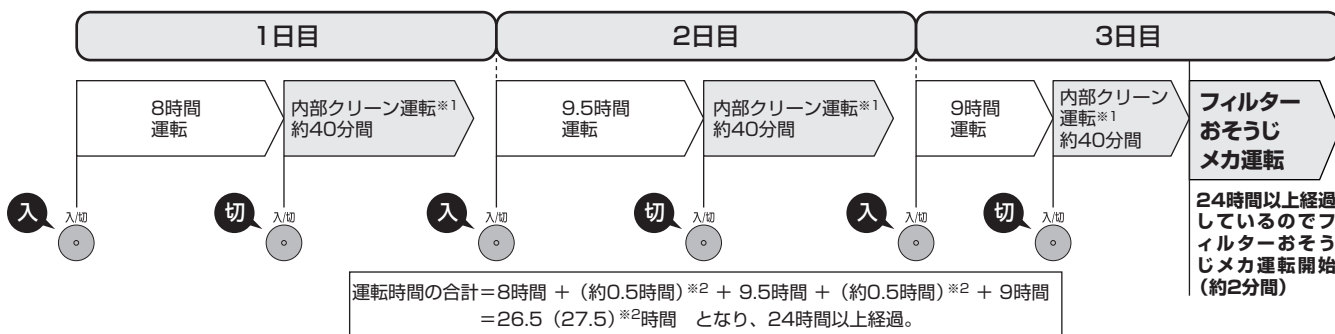 1日目
2日目
3日目
8時間
運転
内部クリーン運転※1
約40分間
9.5時間
運転
内部クリーン運転※1
約40分間
9時間
運転
内部クリーン
運転※1
約40分間
フィルター
おそうじ
メカ運転
入
入/切
切
入/切
入
入/切
切
入/切
入
入/切
切
入/切
24時間以上経過
しているのでフ
ィルターおそう
じメカ運転開始
（約2分間）
運転時間の合計＝8時間 ＋（約0.5時間）※2 ＋ 9.5時間 ＋（約0.5時間）※2 ＋ 9時間
＝26.5（27.5）※2時間　となり、24時間以上経過。